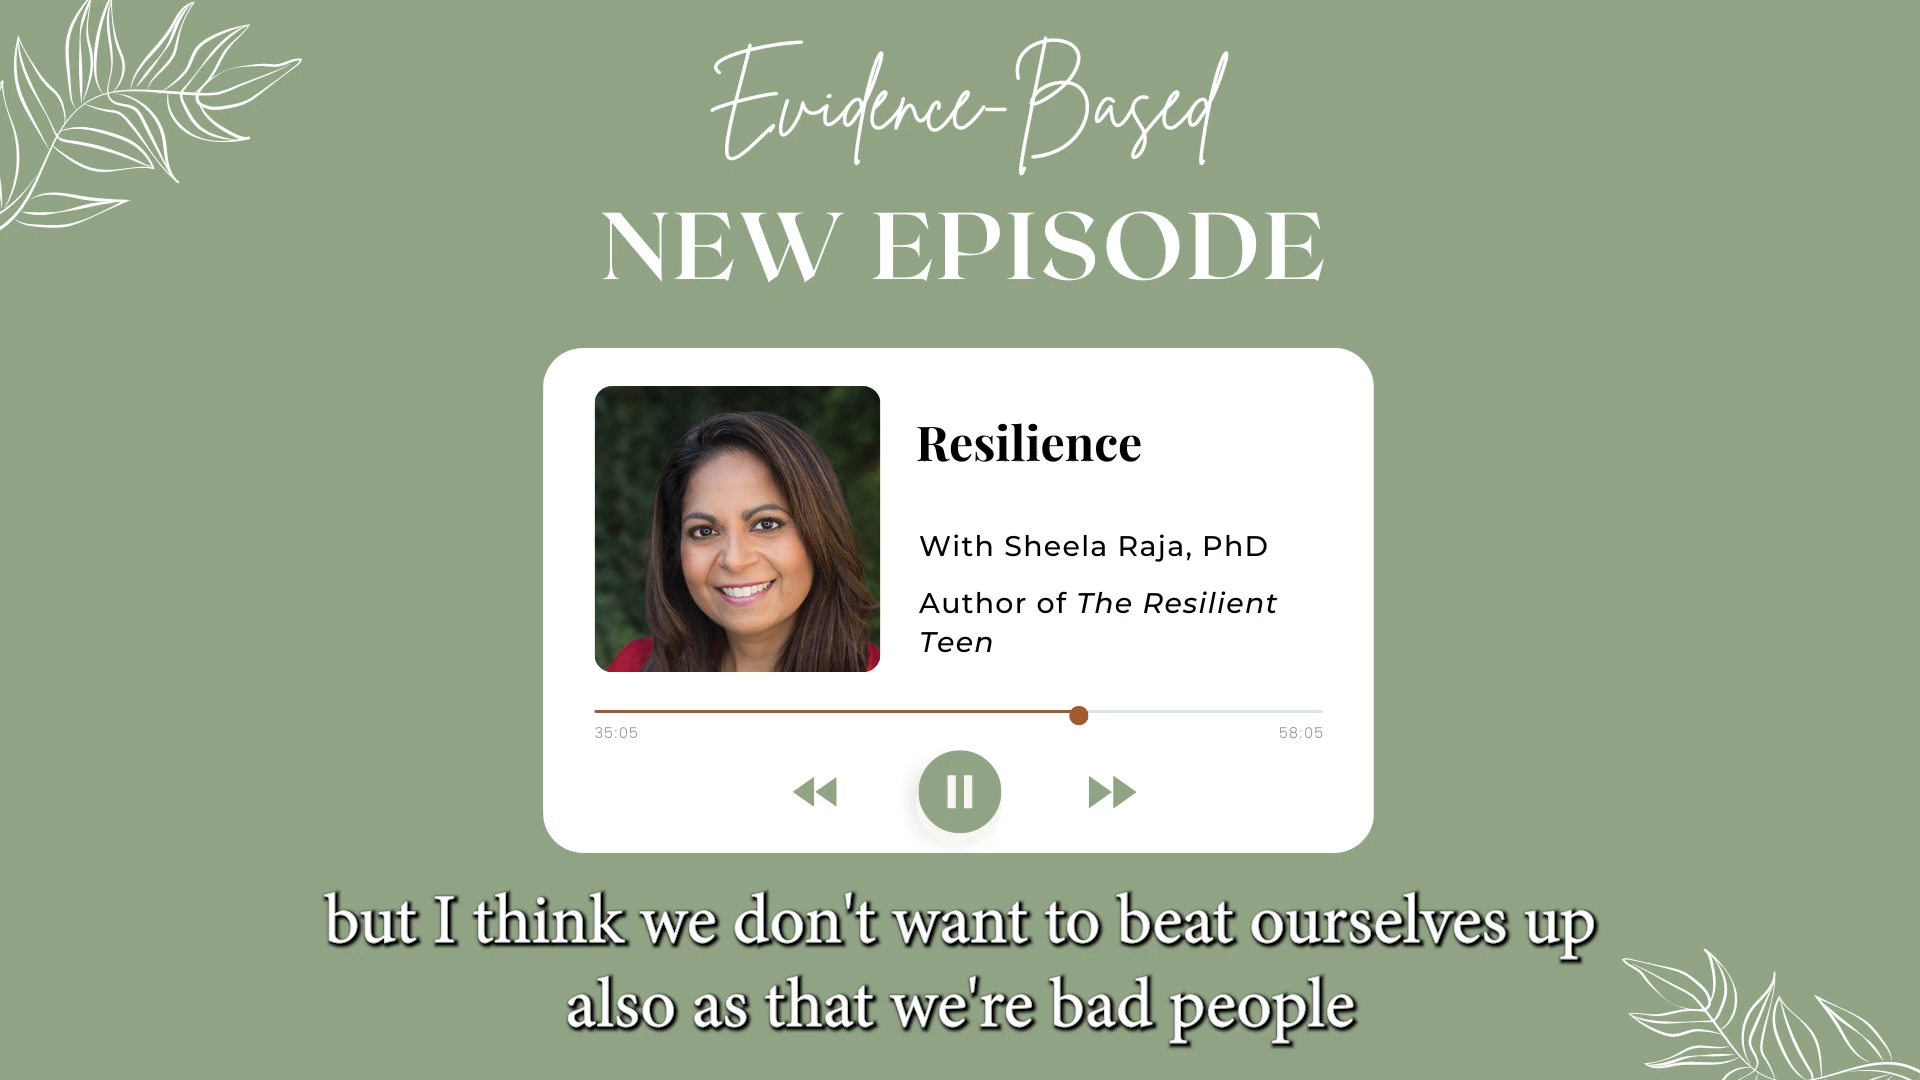 Evidence-Based
NEW EPISODE
Resilience
With Sheela Raja, PhD
Author of The Resilient
Teen
35:05
58:05
but I think we don't want to beat ourselves up
also as that we're bad people